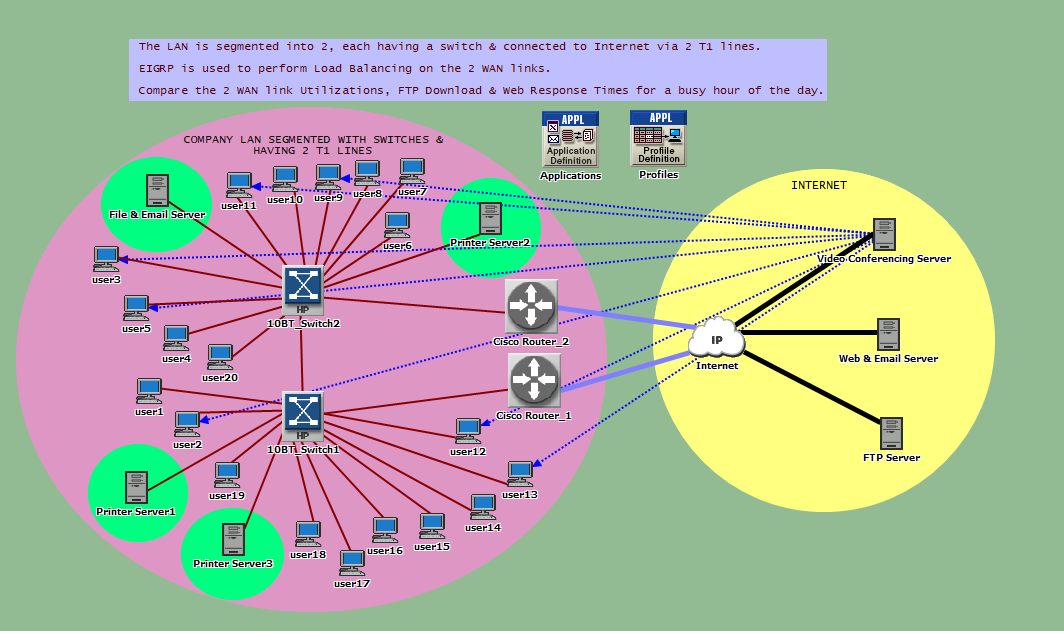 The LAN is segmented into 2, each having a switch & connected to Internet via 2 T1 lines.
EIGRP is used to perform Load Balancing on the 2 WAN links.
Compare the 2 WAN link Utilizations, FTP Download & Web Response Times for a busy hour of the day.
APPL
Application
Definition
Applications
APPL
Profile
Definition
Profiles
COMPANY LAN SEGMENTED WITH SWITCHES &
HAVING 2 T1 LINES
File & Email Server
user11
user10
user9
user8
user7
user6
Printer Server2
user3
user5
user4
user20
HP
10BT_Switch2
Cisco Router_2
Cisco Router_1
user1
user2
HP
10BT_Switch1
user12
user13
user14
user15
user16
user17
user18
user19
Printer Server1
Printer Server3
INTERNET
Video Conferencing Server
IP
Internet
Web & Email Server
FTP Server